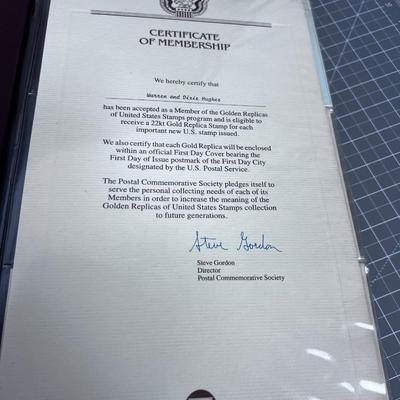 CERTIFICATE
OF MEMBERSHIP
We hereby certify that
Warren and Dixie Hughes
has been accepted as a Member of the Golden Replicas
of United States Stamps program and is eligible to
receive a 22kt Gold Replica Stamp for each
important new U.S. stamp issued.
We also certify that each Gold Replica will be enclosed
within an official First Day Cover bearing the
First Day of Issue postmark of the First Day City
designated by the U.S. Postal Service.
The Postal Commemorative Society pledges itself to
serve the personal collecting needs of each of its
Members in order to increase the meaning of the
Golden Replicas of United States Stamps collection
to future generations.
Steve Gordon
Steve Gordon
Director
Postal Commemorative Society